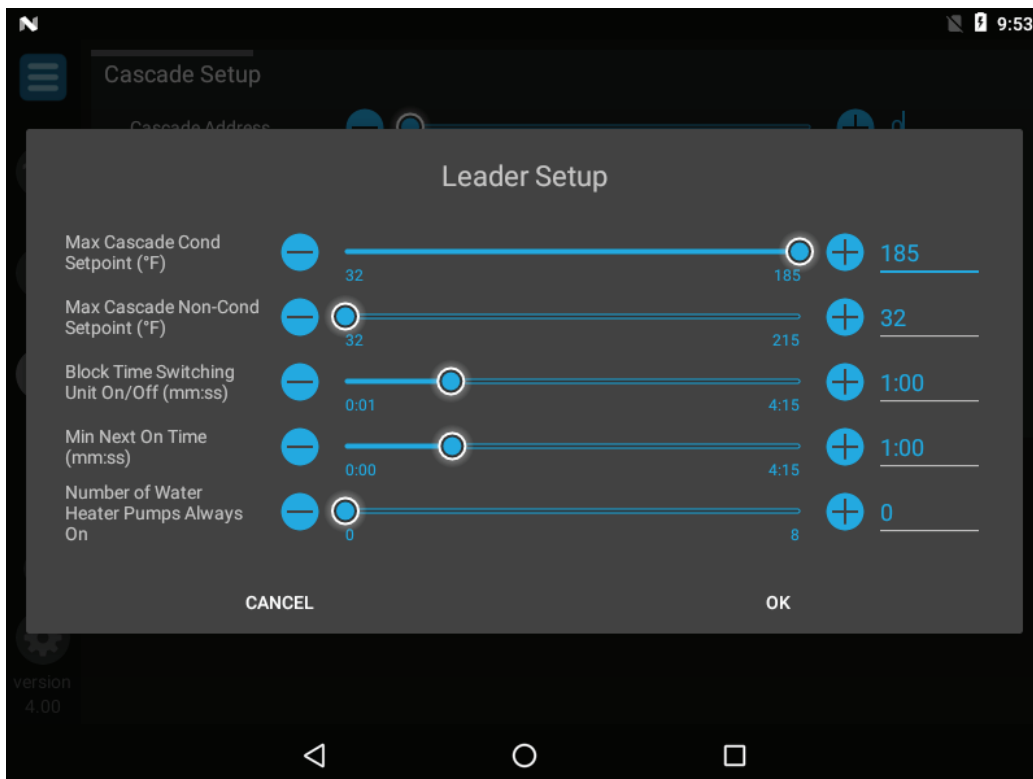 9:53
Cascade Setup
Cascade Address
0
Leader Setup
Max Cascade Cond
Setpoint (°F)
32
185
185
Max Cascade Non-Cond
Setpoint (°F)
32
215
32
Block Time Switching
Unit On/Off (mm:ss)
0:01
4:15
1:00
Min Next On Time
(mm:ss)
0:00
4:15
1:00
Number of Water
Heater Pumps Always
On
0
8
0
CANCEL
OK
version
4.00